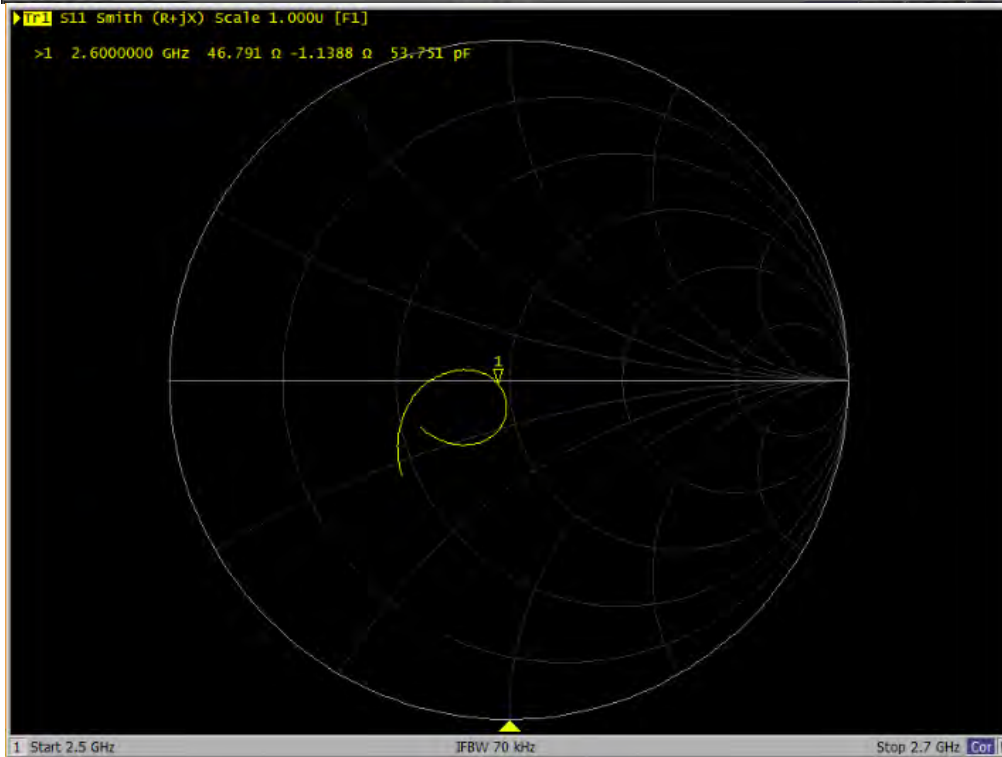 Tr1 S11 Smith (R+jX) Scale 1.000U [F1]
>1 2.6000000 GHz 46.791 Ω -1.1388 Ω 53.751 pF
1
1 Start 2.5 GHz IFBW 70 kHz Stop 2.7 GHz Cor